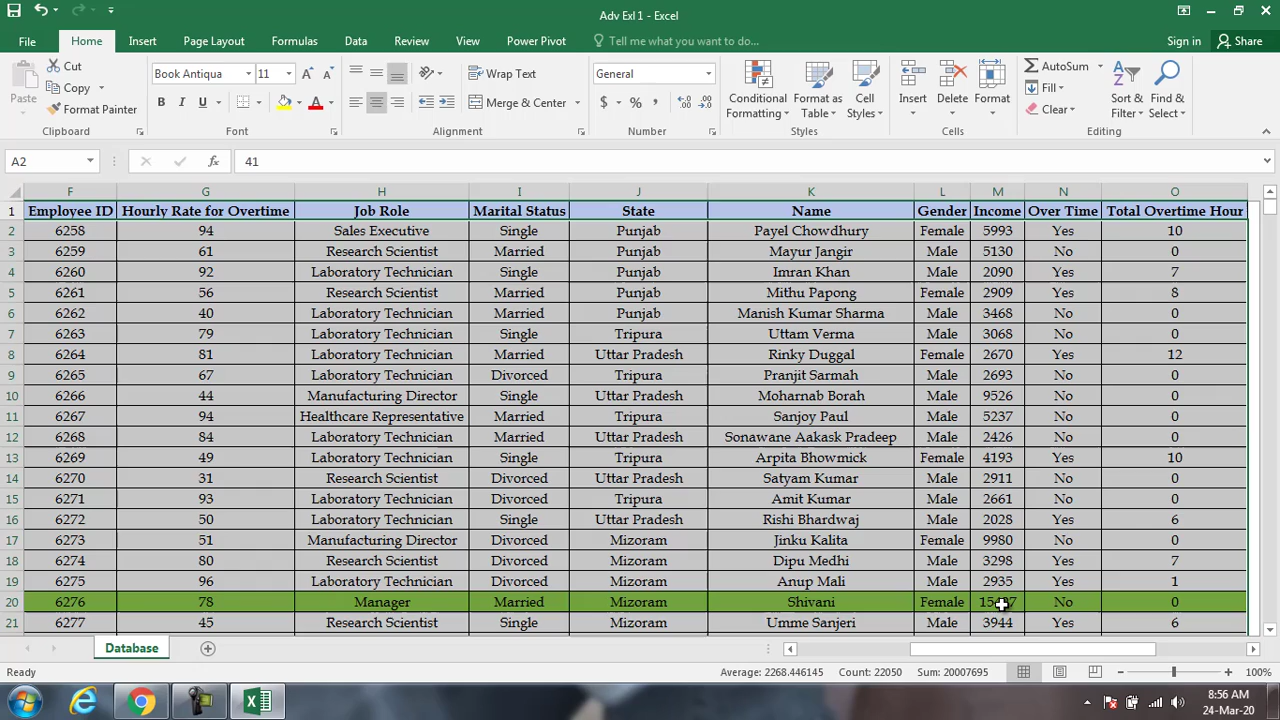 Adv Exl 1 - Excel
File Home Insert Page Layout Formulas Data Review View Power Pivot Tell me what you want to do... Sign in Share
Paste Cut Copy Format Painter Clipboard
Book Antiqua 11 B I U A A A Font
Wrap Text Merge & Center Alignment
General $ % , Number
Conditional Formatting Format as Table Cell Styles Styles
Insert Delete Format Cells
AutoSum Fill Clear Sort & Filter Find & Select Editing
A2 fx 41
F G H I J K L M N O
1 Employee ID Hourly Rate for Overtime Job Role Marital Status State Name Gender Income Over Time Total Overtime Hour
2 6258 94 Sales Executive Single Punjab Payel Chowdhury Female 5993 Yes 10
3 6259 61 Research Scientist Married Punjab Mayur Jangir Male 5130 No 0
4 6260 92 Laboratory Technician Single Punjab Imran Khan Male 2090 Yes 7
5 6261 56 Research Scientist Married Punjab Mithu Papong Female 2909 Yes 8
6 6262 40 Laboratory Technician Married Punjab Manish Kumar Sharma Male 3468 No 0
7 6263 79 Laboratory Technician Single Tripura Uttam Verma Male 3068 No 0
8 6264 81 Laboratory Technician Married Uttar Pradesh Rinky Duggal Female 2670 Yes 12
9 6265 67 Laboratory Technician Divorced Tripura Pranjit Sarmah Male 2693 No 0
10 6266 44 Manufacturing Director Single Uttar Pradesh Moharnab Borah Male 9526 No 0
11 6267 94 Healthcare Representative Married Tripura Sanjoy Paul Male 5237 No 0
12 6268 84 Laboratory Technician Married Uttar Pradesh Sonawane Aakask Pradeep Male 2426 No 0
13 6269 49 Laboratory Technician Single Tripura Arpita Bhowmick Female 4193 Yes 10
14 6270 31 Research Scientist Divorced Uttar Pradesh Satyam Kumar Male 2911 No 0
15 6271 93 Laboratory Technician Divorced Tripura Amit Kumar Male 2661 No 0
16 6272 50 Laboratory Technician Single Uttar Pradesh Rishi Bhardwaj Male 2028 Yes 6
17 6273 51 Manufacturing Director Divorced Mizoram Jinku Kalita Female 9980 No 0
18 6274 80 Research Scientist Divorced Mizoram Dipu Medhi Male 3298 Yes 7
19 6275 96 Laboratory Technician Divorced Mizoram Anup Mali Male 2935 Yes 1
20 6276 78 Manager Married Mizoram Shivani Female No 0
21 6277 45 Research Scientist Single Mizoram Umme Sanjeri Male 3944 Yes 6
Database
Ready Average: 2268.446145 Count: 22050 Sum: 20007695 100%
8:56 AM
24-Mar-20